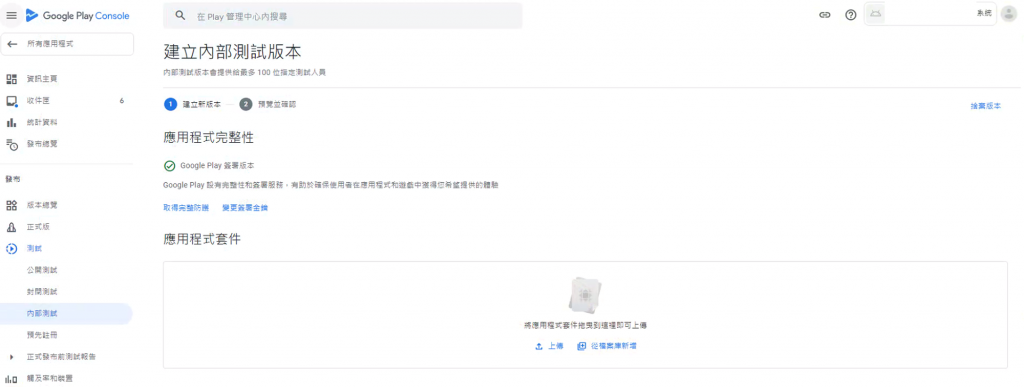 Google Play Console
在 Play 管理中心內搜尋
系統
所有應用程式
資訊主頁
收件匣 6
統計資料
發布總覽
發布
版本總覽
正式版
測試
公開測試
封閉測試
內部測試
預先註冊
正式發布前測試報告
觸及率和裝置
建立內部測試版本
內部測試版本會提供給最多 100 位指定測試人員
1 建立新版本 2 預覽並確認
捨棄版本
應用程式完整性
Google Play 簽署版本
Google Play 設有完整性和簽署服務，有助於確保使用者在應用程式和遊戲中獲得您希望提供的體驗
取得完整防護 變更簽署金鑰
應用程式套件
將應用程式套件拖曳到這裡即可上傳
上傳 從檔案庫新增